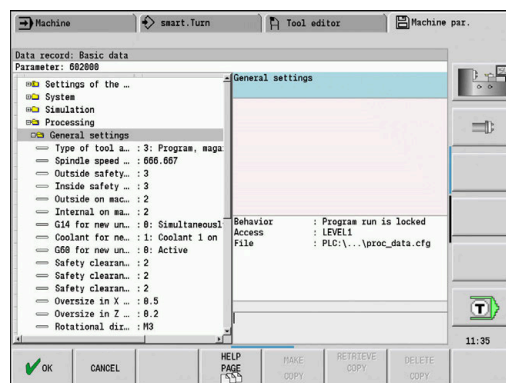 Machine
smart.Turn
Tool editor
Machine par.
Data record: Basic data
Parameter: 602000
Settings of the …
System
Simulation
Processing
General settings
Type of tool a… : 3: Program, maga
Spindle speed … : 666.667
Outside safety… : 3
Inside safety … : 3
Outside on mac… : 2
Internal on ma… : 2
G14 for new un… : 0: Simultaneousl
Coolant for ne… : 1: Coolant 1 on
G60 for new un… : 0: Active
Safety clearan… : 2
Safety clearan… : 2
Safety clearan… : 2
Oversize in X … : 0.5
Oversize in Z … : 0.2
Rotational dir… : M3
General settings
Behavior : Program run is locked
Access : LEVEL1
File : PLC:\...\proc_data.cfg
T
11:35
OK
CANCEL
HELP PAGE
MAKE COPY
RETRIEVE COPY
DELETE COPY